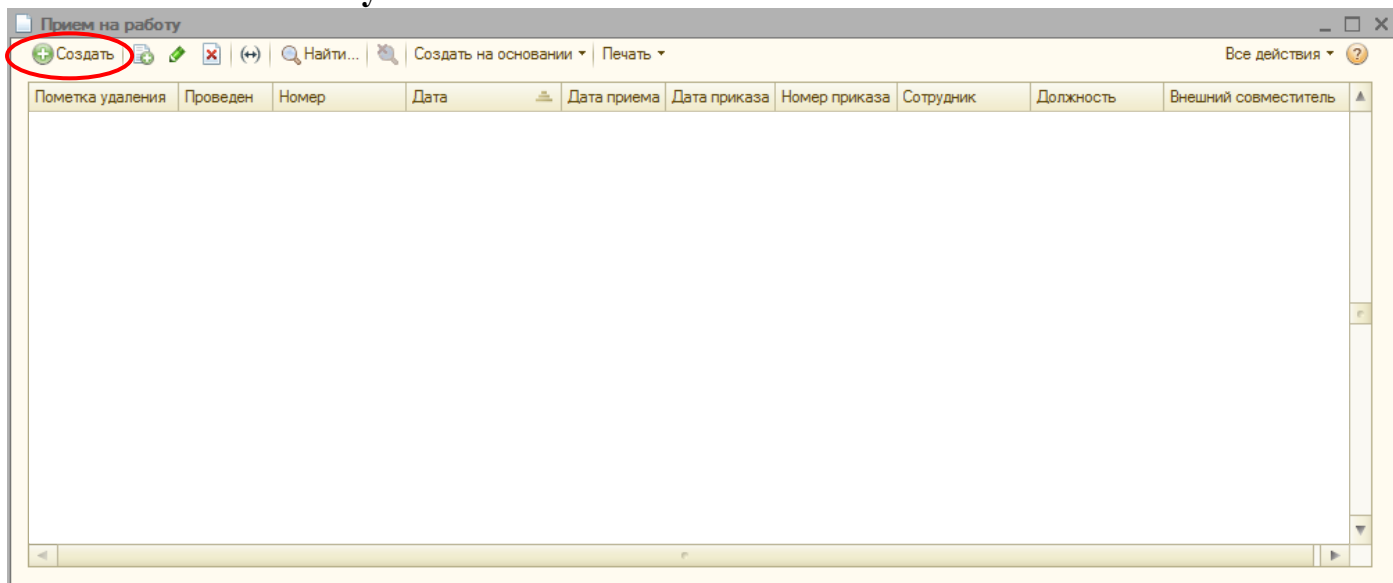 Прием на работу
Создать Найти... Создать на основании Печать Все действия ?
Пометка удаления Проведен Номер Дата Дата приема Дата приказа Номер приказа Сотрудник Должность Внешний совместитель